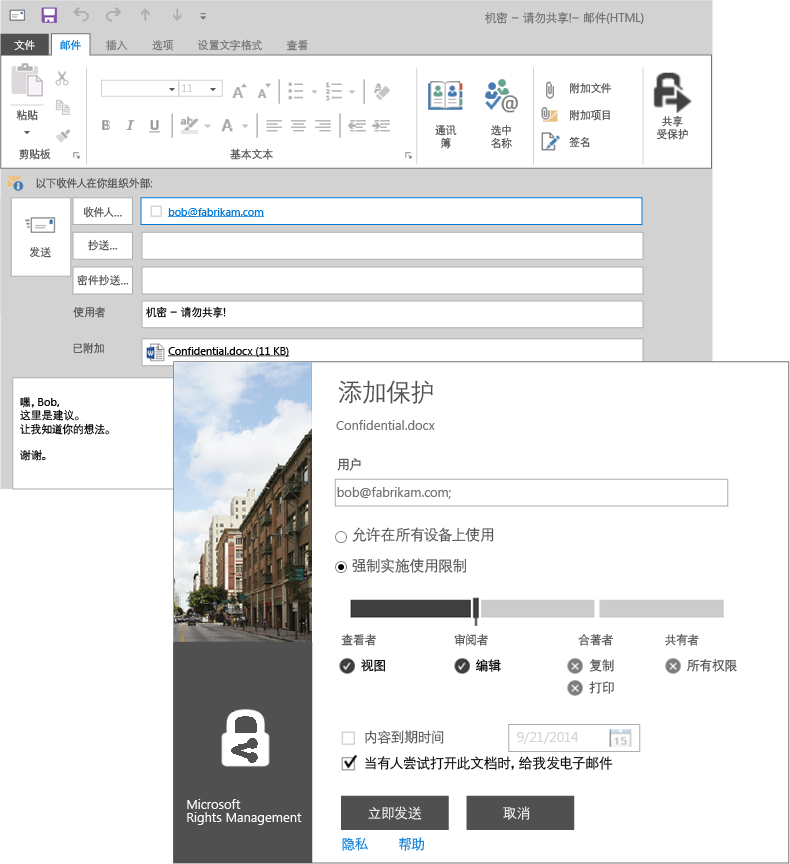 机密 – 请勿共享!– 邮件(HTML)
文件 邮件 插入 选项 设置文字格式 查看
粘贴
剪贴板
11
A A
B I U
ab A
基本文本
通讯
簿
选中
名称
附加文件
附加项目
签名
共享
受保护
以下收件人在你组织外部:
发送
收件人... bob@fabrikam.com
抄送...
密件抄送...
使用者 机密 – 请勿共享!
已附加 Confidential.docx (11 KB)
嘿, Bob,
这里是建议。
让我知道你的想法。
谢谢。
Microsoft
Rights Management
添加保护
Confidential.docx
用户
bob@fabrikam.com;
允许在所有设备上使用
强制实施使用限制
查看者 审阅者 合著者 共有者
视图 编辑 复制 所有权限
打印
内容到期时间 9/21/2014 15
当有人尝试打开此文档时, 给我发电子邮件
立即发送 取消
隐私 帮助